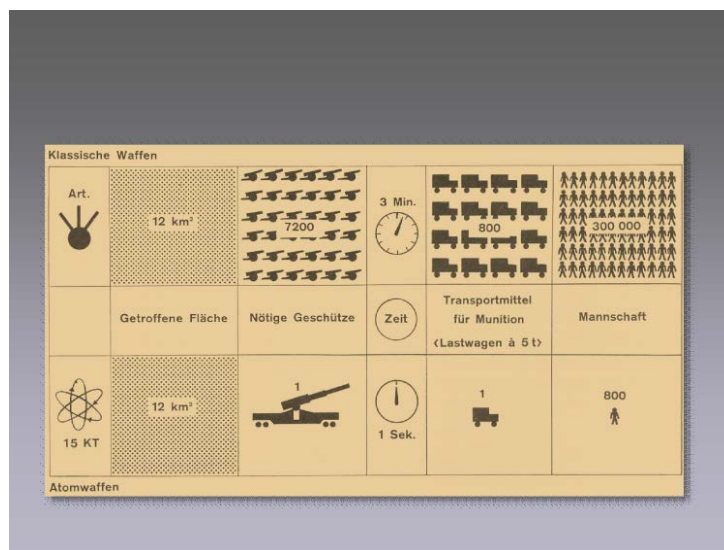 Klassische Waffen
Art.
12 km²
7200
3 Min.
800
300 000
Getroffene Fläche
Nötige Geschütze
Zeit
Transportmittel
für Munition
‹Lastwagen à 5 t›
Mannschaft
15 KT
12 km²
1
1 Sek.
1
800
Atomwaffen